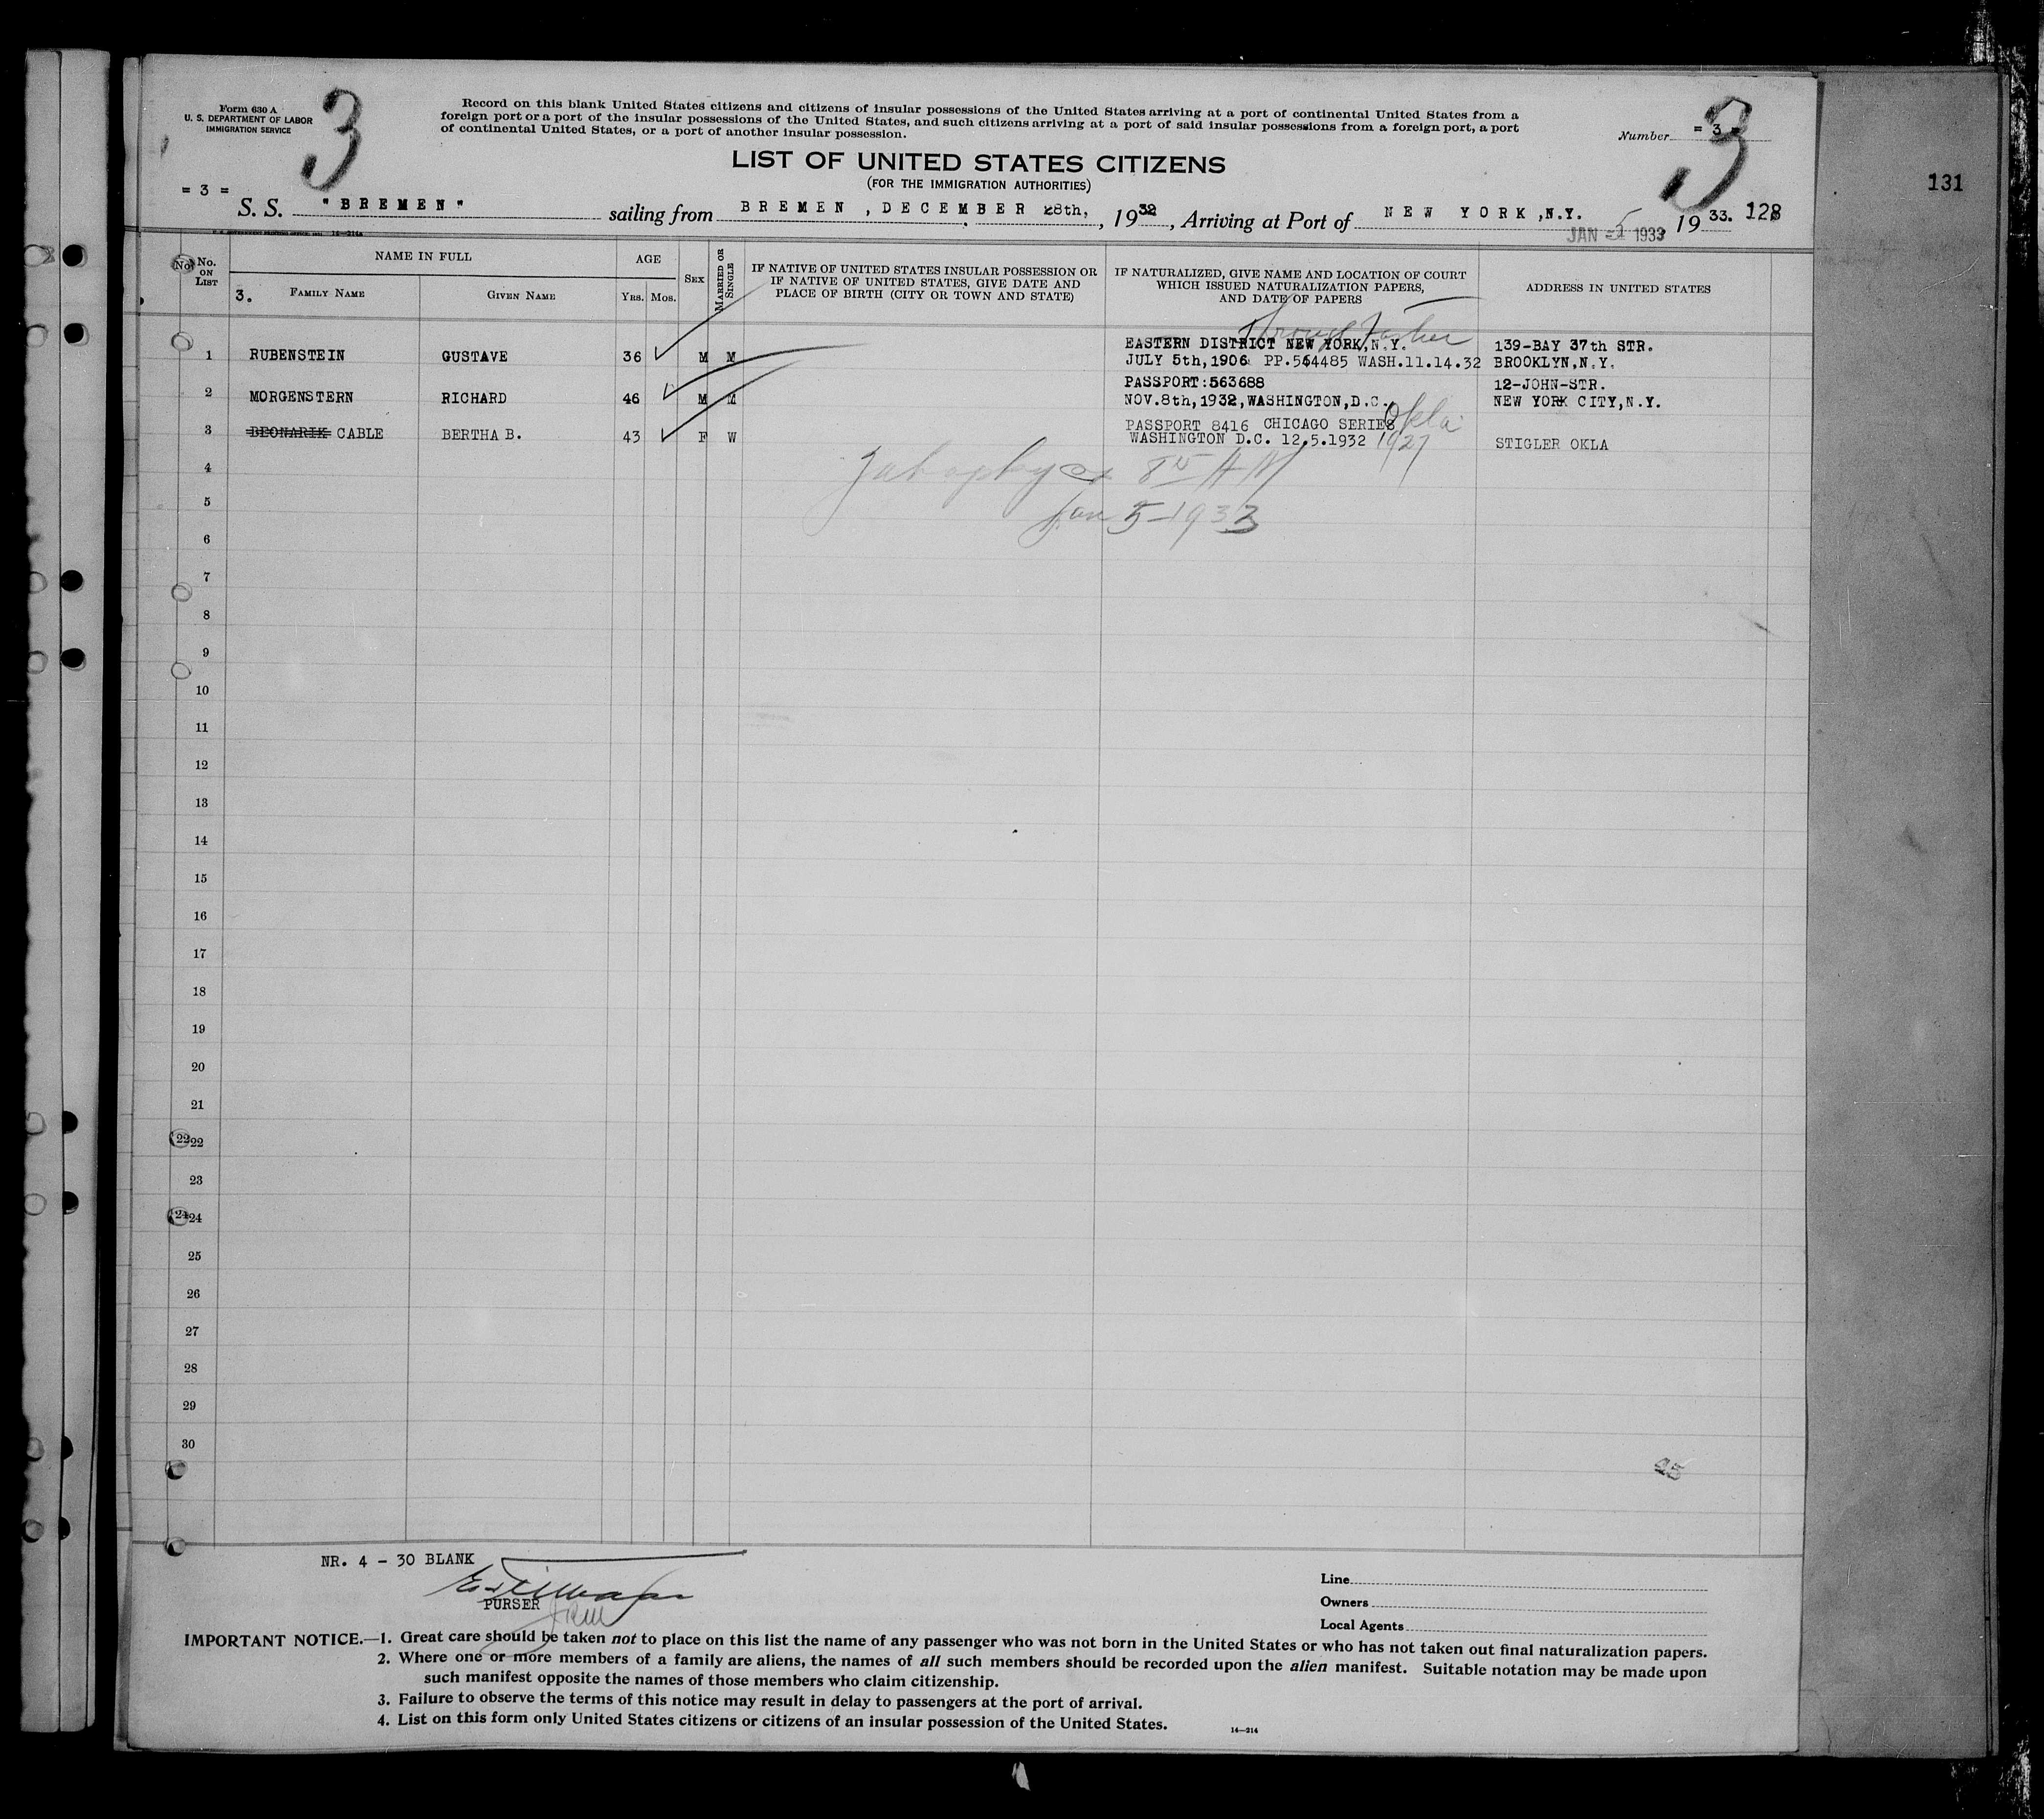 Form 630 A
U. S. DEPARTMENT OF LABOR
IMMIGRATION SERVICE
3
Record on this blank United States citizens and citizens of insular possessions of the United States arriving at a port of continental United States from a
foreign port or a port of the insular possessions of the United States, and such citizens arriving at a port of said insular possessions from a foreign port, a port
of continental United States, or a port of another insular possession.
Number = 3 =
3
131
LIST OF UNITED STATES CITIZENS
(FOR THE IMMIGRATION AUTHORITIES)
= 3 =
S. S. "BREMEN" sailing from BREMEN, DECEMBER 28th, 1932, Arriving at Port of NEW YORK, N.Y. 1933. 128
JAN 5 1933
No. on List
NAME IN FULL
3. Family Name
Given Name
AGE
Yrs. Mos.
Sex
Married or Single
IF NATIVE OF UNITED STATES INSULAR POSSESSION OR
IF NATIVE OF UNITED STATES, GIVE DATE AND
PLACE OF BIRTH (CITY OR TOWN AND STATE)
IF NATURALIZED, GIVE NAME AND LOCATION OF COURT
WHICH ISSUED NATURALIZATION PAPERS,
AND DATE OF PAPERS
ADDRESS IN UNITED STATES
Through Father
1 RUBENSTEIN GUSTAVE 36 M M EASTERN DISTRICT NEW YORK, N.Y. 139-BAY 37th STR.
JULY 5th, 1906 PP.564485 WASH.11.14.32 BROOKLYN, N.Y.
2 MORGENSTERN RICHARD 46 M M PASSPORT:563688 12-JOHN-STR.
NOV.8th, 1932, WASHINGTON, D.C. NEW YORK CITY, N.Y.
3 BEONARIK CABLE BERTHA B. 43 F W PASSPORT 8416 CHICAGO SERIES Okla
WASHINGTON D.C. 12.5.1932 1927 STIGLER OKLA
4
8 AM
5
Jan 5-1933
6
7
8
9
10
11
12
13
14
15
16
17
18
19
20
21
22 22
23
24 24
25
26
27
28
29
30
NR. 4 - 30 BLANK
PURSER
Line
Owners
Local Agents
IMPORTANT NOTICE.—1. Great care should be taken not to place on this list the name of any passenger who was not born in the United States or who has not taken out final naturalization papers.
2. Where one or more members of a family are aliens, the names of all such members should be recorded upon the alien manifest. Suitable notation may be made upon
such manifest opposite the names of those members who claim citizenship.
3. Failure to observe the terms of this notice may result in delay to passengers at the port of arrival.
4. List on this form only United States citizens or citizens of an insular possession of the United States.
14—214